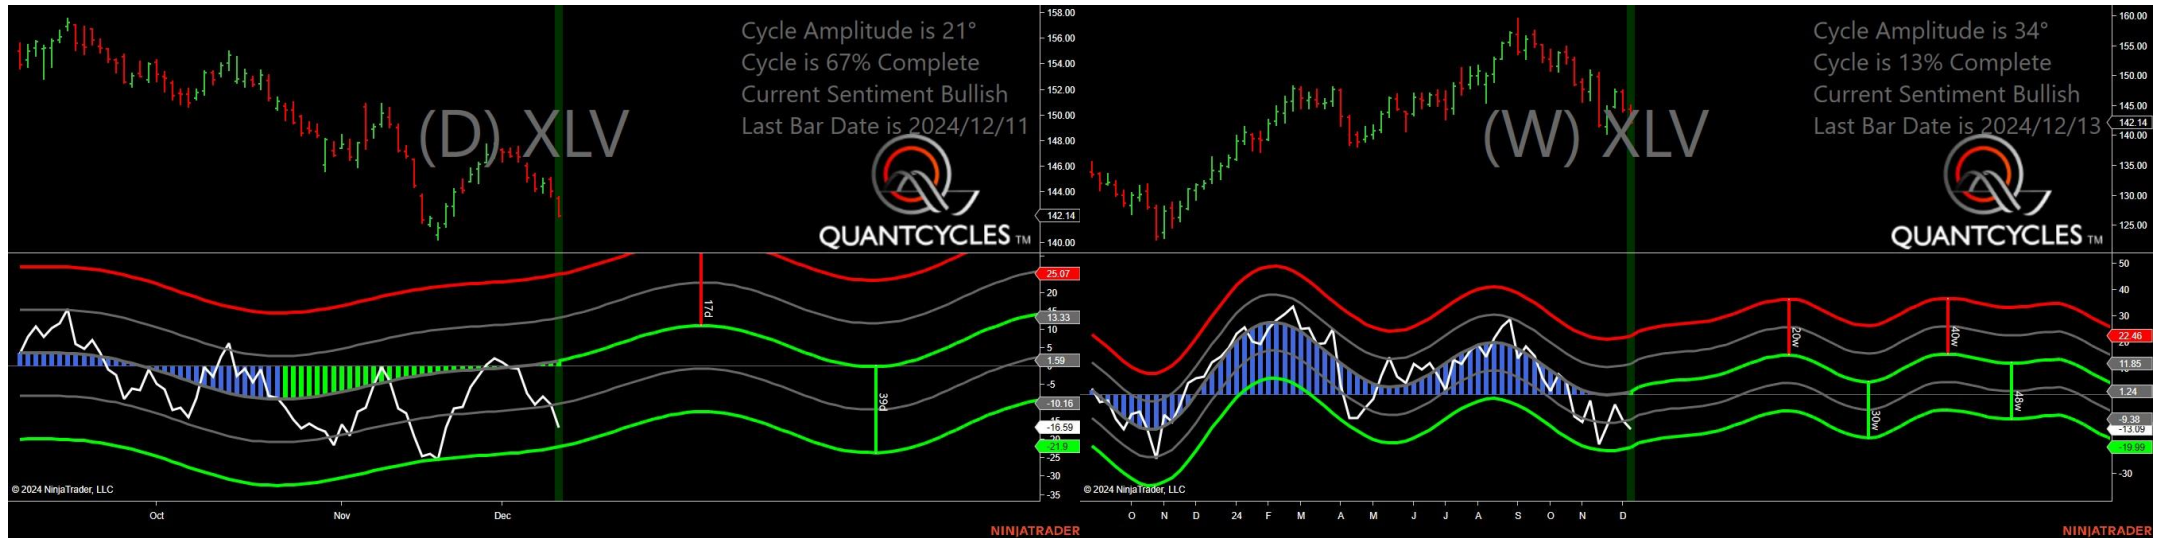 Cycle Amplitude is 21°
Cycle is 67% Complete
Current Sentiment Bullish
Last Bar Date is 2024/12/11
(D) XLV
QUANTCYCLES TM
158.00
156.00
154.00
152.00
150.00
148.00
146.00
144.00
142.14
140.00
17d
39d
25.07
20
13.33
10
5
1.59
-5
-10.16
-16.59
-21.9
-25
-30
-35
© 2024 NinjaTrader, LLC
Oct Nov Dec
NINJATRADER
Cycle Amplitude is 34°
Cycle is 13% Complete
Current Sentiment Bullish
Last Bar Date is 2024/12/13
(W) XLV
QUANTCYCLES TM
160.00
155.00
150.00
145.00
142.14
140.00
135.00
130.00
125.00
20w
30w
40w
48w
50
40
30
22.46
11.85
1.24
-9.38
-13.09
-19.99
-30
© 2024 NinjaTrader, LLC
O N D 24 F M A M J J A S O N D
NINJATRADER